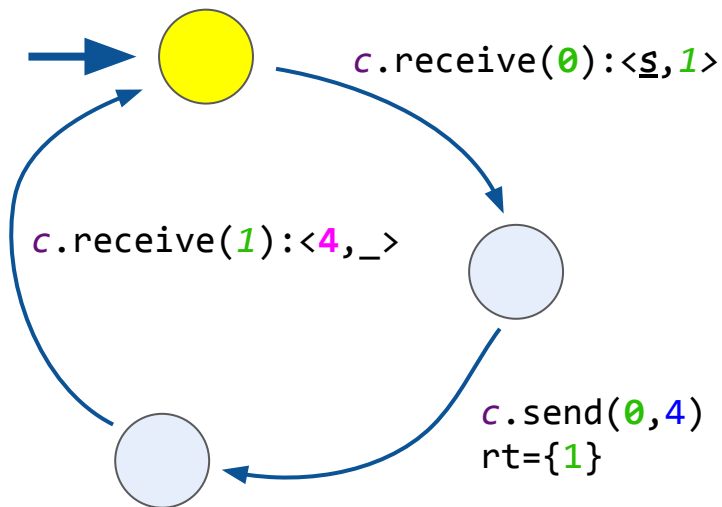 c.receive(0):<s,1>
c.receive(1):<4,_>
c.send(0,4)
rt={1}